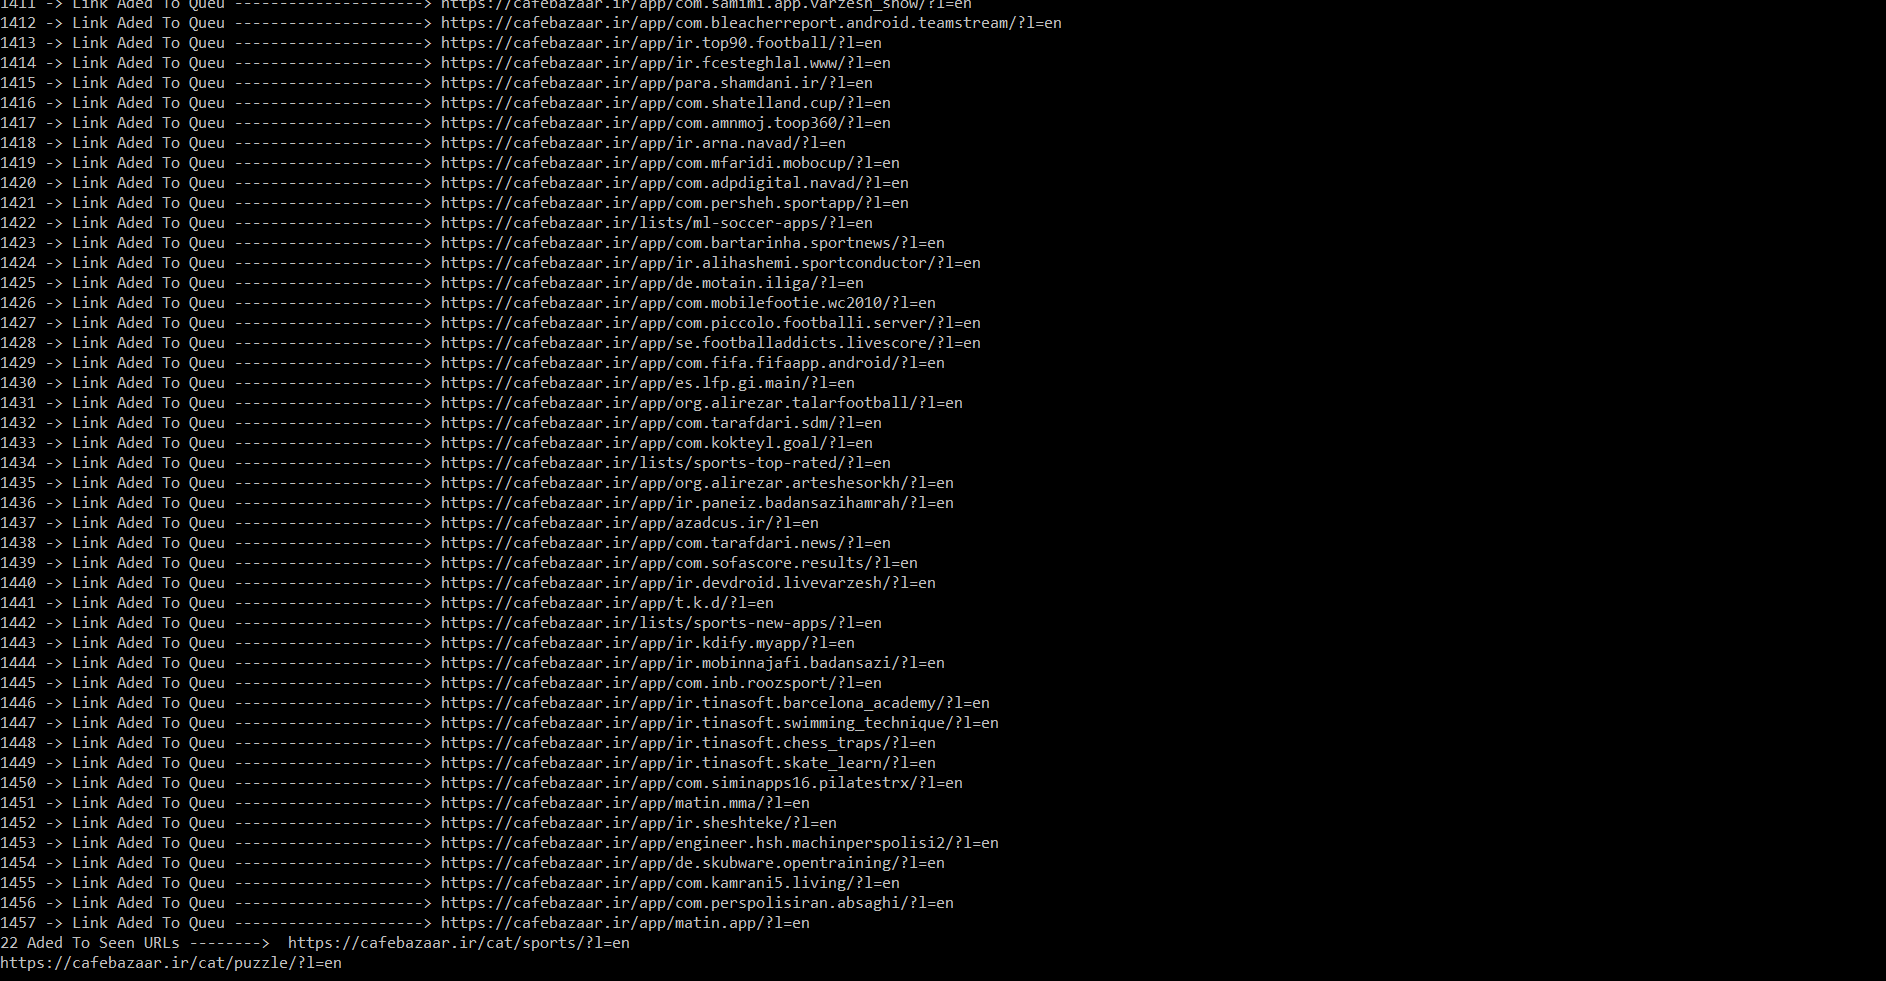 1411 -> Link Aded To Queu ---------------------> https://cafebazaar.ir/app/com.samimi.app.varzesh_show/?l=en
1412 -> Link Aded To Queu ---------------------> https://cafebazaar.ir/app/com.bleacherreport.android.teamstream/?l=en
1413 -> Link Aded To Queu ---------------------> https://cafebazaar.ir/app/ir.top90.football/?l=en
1414 -> Link Aded To Queu ---------------------> https://cafebazaar.ir/app/ir.fcesteghlal.www/?l=en
1415 -> Link Aded To Queu ---------------------> https://cafebazaar.ir/app/para.shamdani.ir/?l=en
1416 -> Link Aded To Queu ---------------------> https://cafebazaar.ir/app/com.shatelland.cup/?l=en
1417 -> Link Aded To Queu ---------------------> https://cafebazaar.ir/app/com.amnmoj.toop360/?l=en
1418 -> Link Aded To Queu ---------------------> https://cafebazaar.ir/app/ir.arna.navad/?l=en
1419 -> Link Aded To Queu ---------------------> https://cafebazaar.ir/app/com.mfaridi.mobocup/?l=en
1420 -> Link Aded To Queu ---------------------> https://cafebazaar.ir/app/com.adpdigital.navad/?l=en
1421 -> Link Aded To Queu ---------------------> https://cafebazaar.ir/app/com.persheh.sportapp/?l=en
1422 -> Link Aded To Queu ---------------------> https://cafebazaar.ir/lists/ml-soccer-apps/?l=en
1423 -> Link Aded To Queu ---------------------> https://cafebazaar.ir/app/com.bartarinha.sportnews/?l=en
1424 -> Link Aded To Queu ---------------------> https://cafebazaar.ir/app/ir.alihashemi.sportconductor/?l=en
1425 -> Link Aded To Queu ---------------------> https://cafebazaar.ir/app/de.motain.iliga/?l=en
1426 -> Link Aded To Queu ---------------------> https://cafebazaar.ir/app/com.mobilefootie.wc2010/?l=en
1427 -> Link Aded To Queu ---------------------> https://cafebazaar.ir/app/com.piccolo.footballi.server/?l=en
1428 -> Link Aded To Queu ---------------------> https://cafebazaar.ir/app/se.footballaddicts.livescore/?l=en
1429 -> Link Aded To Queu ---------------------> https://cafebazaar.ir/app/com.fifa.fifaapp.android/?l=en
1430 -> Link Aded To Queu ---------------------> https://cafebazaar.ir/app/es.lfp.gi.main/?l=en
1431 -> Link Aded To Queu ---------------------> https://cafebazaar.ir/app/org.alirezar.talarfootball/?l=en
1432 -> Link Aded To Queu ---------------------> https://cafebazaar.ir/app/com.tarafdari.sdm/?l=en
1433 -> Link Aded To Queu ---------------------> https://cafebazaar.ir/app/com.kokteyl.goal/?l=en
1434 -> Link Aded To Queu ---------------------> https://cafebazaar.ir/lists/sports-top-rated/?l=en
1435 -> Link Aded To Queu ---------------------> https://cafebazaar.ir/app/org.alirezar.arteshesorkh/?l=en
1436 -> Link Aded To Queu ---------------------> https://cafebazaar.ir/app/ir.paneiz.badansazihamrah/?l=en
1437 -> Link Aded To Queu ---------------------> https://cafebazaar.ir/app/azadcus.ir/?l=en
1438 -> Link Aded To Queu ---------------------> https://cafebazaar.ir/app/com.tarafdari.news/?l=en
1439 -> Link Aded To Queu ---------------------> https://cafebazaar.ir/app/com.sofascore.results/?l=en
1440 -> Link Aded To Queu ---------------------> https://cafebazaar.ir/app/ir.devdroid.livevarzesh/?l=en
1441 -> Link Aded To Queu ---------------------> https://cafebazaar.ir/app/t.k.d/?l=en
1442 -> Link Aded To Queu ---------------------> https://cafebazaar.ir/lists/sports-new-apps/?l=en
1443 -> Link Aded To Queu ---------------------> https://cafebazaar.ir/app/ir.kdify.myapp/?l=en
1444 -> Link Aded To Queu ---------------------> https://cafebazaar.ir/app/ir.mobinnajafi.badansazi/?l=en
1445 -> Link Aded To Queu ---------------------> https://cafebazaar.ir/app/com.inb.roozsport/?l=en
1446 -> Link Aded To Queu ---------------------> https://cafebazaar.ir/app/ir.tinasoft.barcelona_academy/?l=en
1447 -> Link Aded To Queu ---------------------> https://cafebazaar.ir/app/ir.tinasoft.swimming_technique/?l=en
1448 -> Link Aded To Queu ---------------------> https://cafebazaar.ir/app/ir.tinasoft.chess_traps/?l=en
1449 -> Link Aded To Queu ---------------------> https://cafebazaar.ir/app/ir.tinasoft.skate_learn/?l=en
1450 -> Link Aded To Queu ---------------------> https://cafebazaar.ir/app/com.siminapps16.pilatestrx/?l=en
1451 -> Link Aded To Queu ---------------------> https://cafebazaar.ir/app/matin.mma/?l=en
1452 -> Link Aded To Queu ---------------------> https://cafebazaar.ir/app/ir.sheshteke/?l=en
1453 -> Link Aded To Queu ---------------------> https://cafebazaar.ir/app/engineer.hsh.machinperspolisi2/?l=en
1454 -> Link Aded To Queu ---------------------> https://cafebazaar.ir/app/de.skubware.opentraining/?l=en
1455 -> Link Aded To Queu ---------------------> https://cafebazaar.ir/app/com.kamrani5.living/?l=en
1456 -> Link Aded To Queu ---------------------> https://cafebazaar.ir/app/com.perspolisiran.absaghi/?l=en
1457 -> Link Aded To Queu ---------------------> https://cafebazaar.ir/app/matin.app/?l=en
22 Aded To Seen URLs -------->  https://cafebazaar.ir/cat/sports/?l=en
https://cafebazaar.ir/cat/puzzle/?l=en